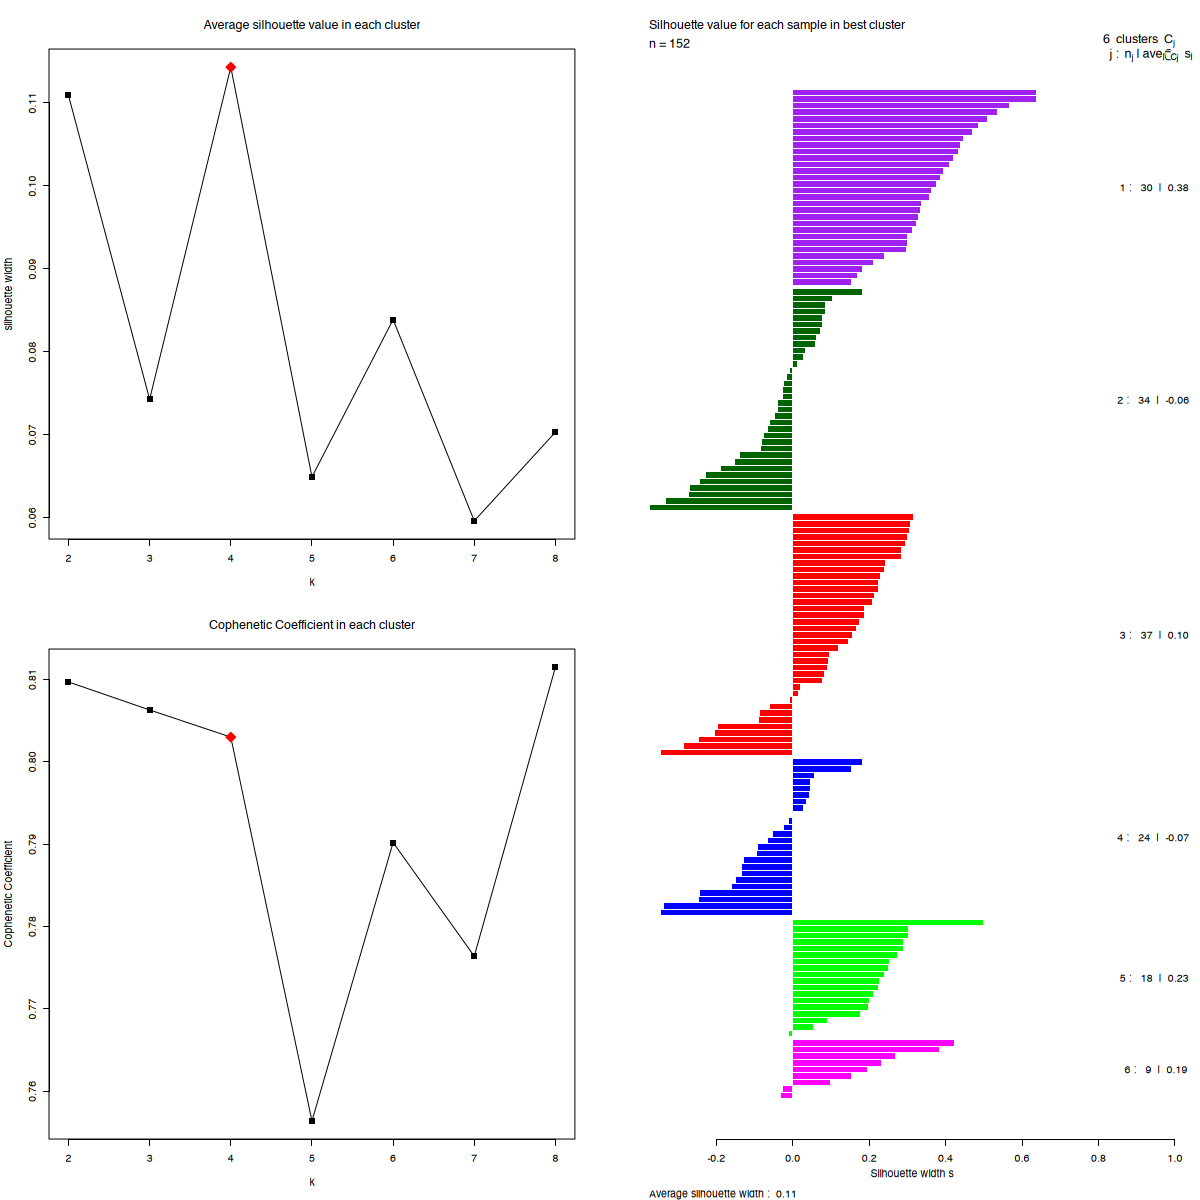 Average silhouette value in each cluster
silhouette width
0.11
0.10
0.09
0.08
0.07
0.06
2 3 4 5 6 7 8
k
Cophenetic Coefficient in each cluster
Cophenetic Coefficient
0.81
0.80
0.79
0.78
0.77
0.76
2 3 4 5 6 7 8
k
Silhouette value for each sample in best cluster
n = 152
6 clusters Cj
j : nj | avei∈Cj si
1 : 30 | 0.38
2 : 34 | -0.06
3 : 37 | 0.10
4 : 24 | -0.07
5 : 18 | 0.23
6 : 9 | 0.19
-0.2 0.0 0.2 0.4 0.6 0.8 1.0
Silhouette width s
Average silhouette width : 0.11